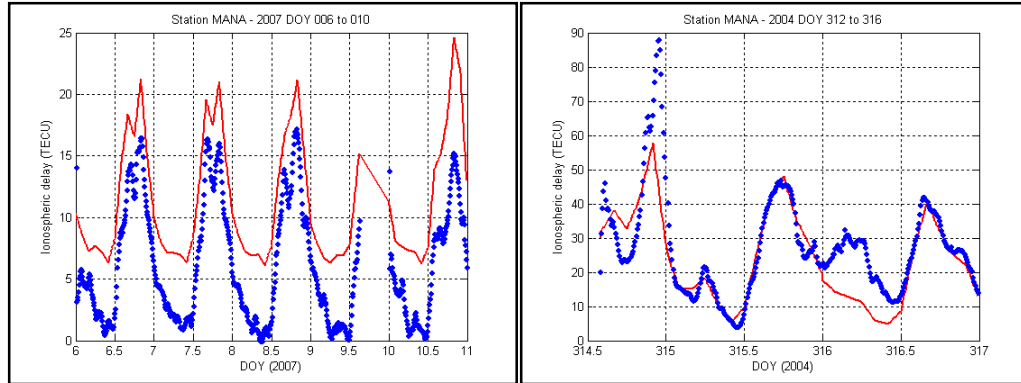 Station MANA - 2007 DOY 006 to 010
25
20
15
10
5
0
Ionospheric delay (TECU)
6 6.5 7 7.5 8 8.5 9 9.5 10 10.5 11
DOY (2007)
Station MANA - 2004 DOY 312 to 316
90
80
70
60
50
40
30
20
10
0
Ionospheric delay (TECU)
314.5 315 315.5 316 316.5 317
DOY (2004)